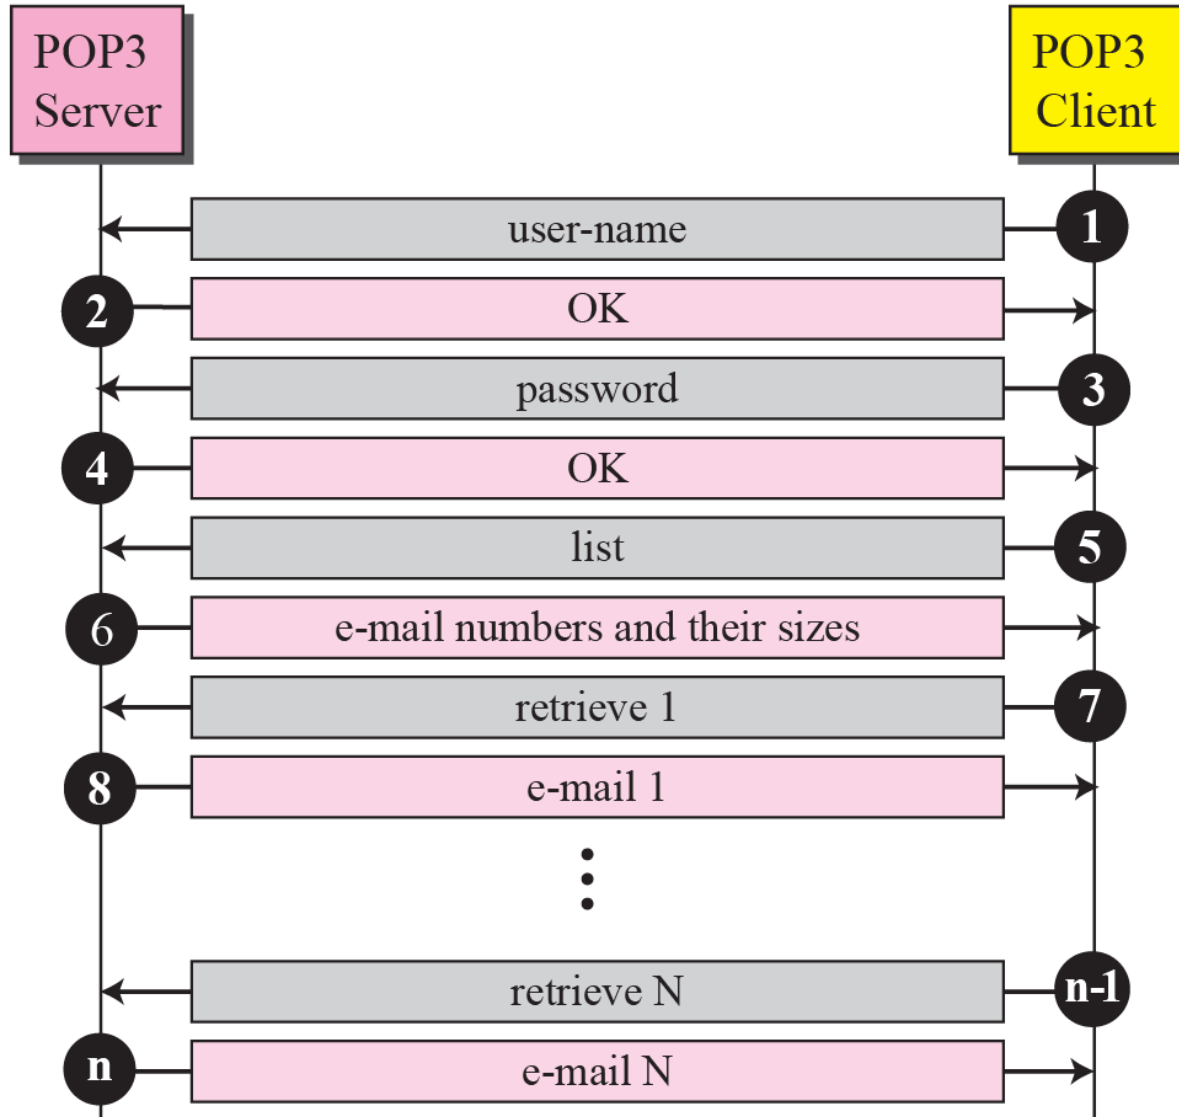 POP3
Server
POP3
Client
user-name
1
2
OK
password
3
4
OK
list
5
6
e-mail numbers and their sizes
retrieve 1
7
8
e-mail 1
retrieve N
n-1
n
e-mail N